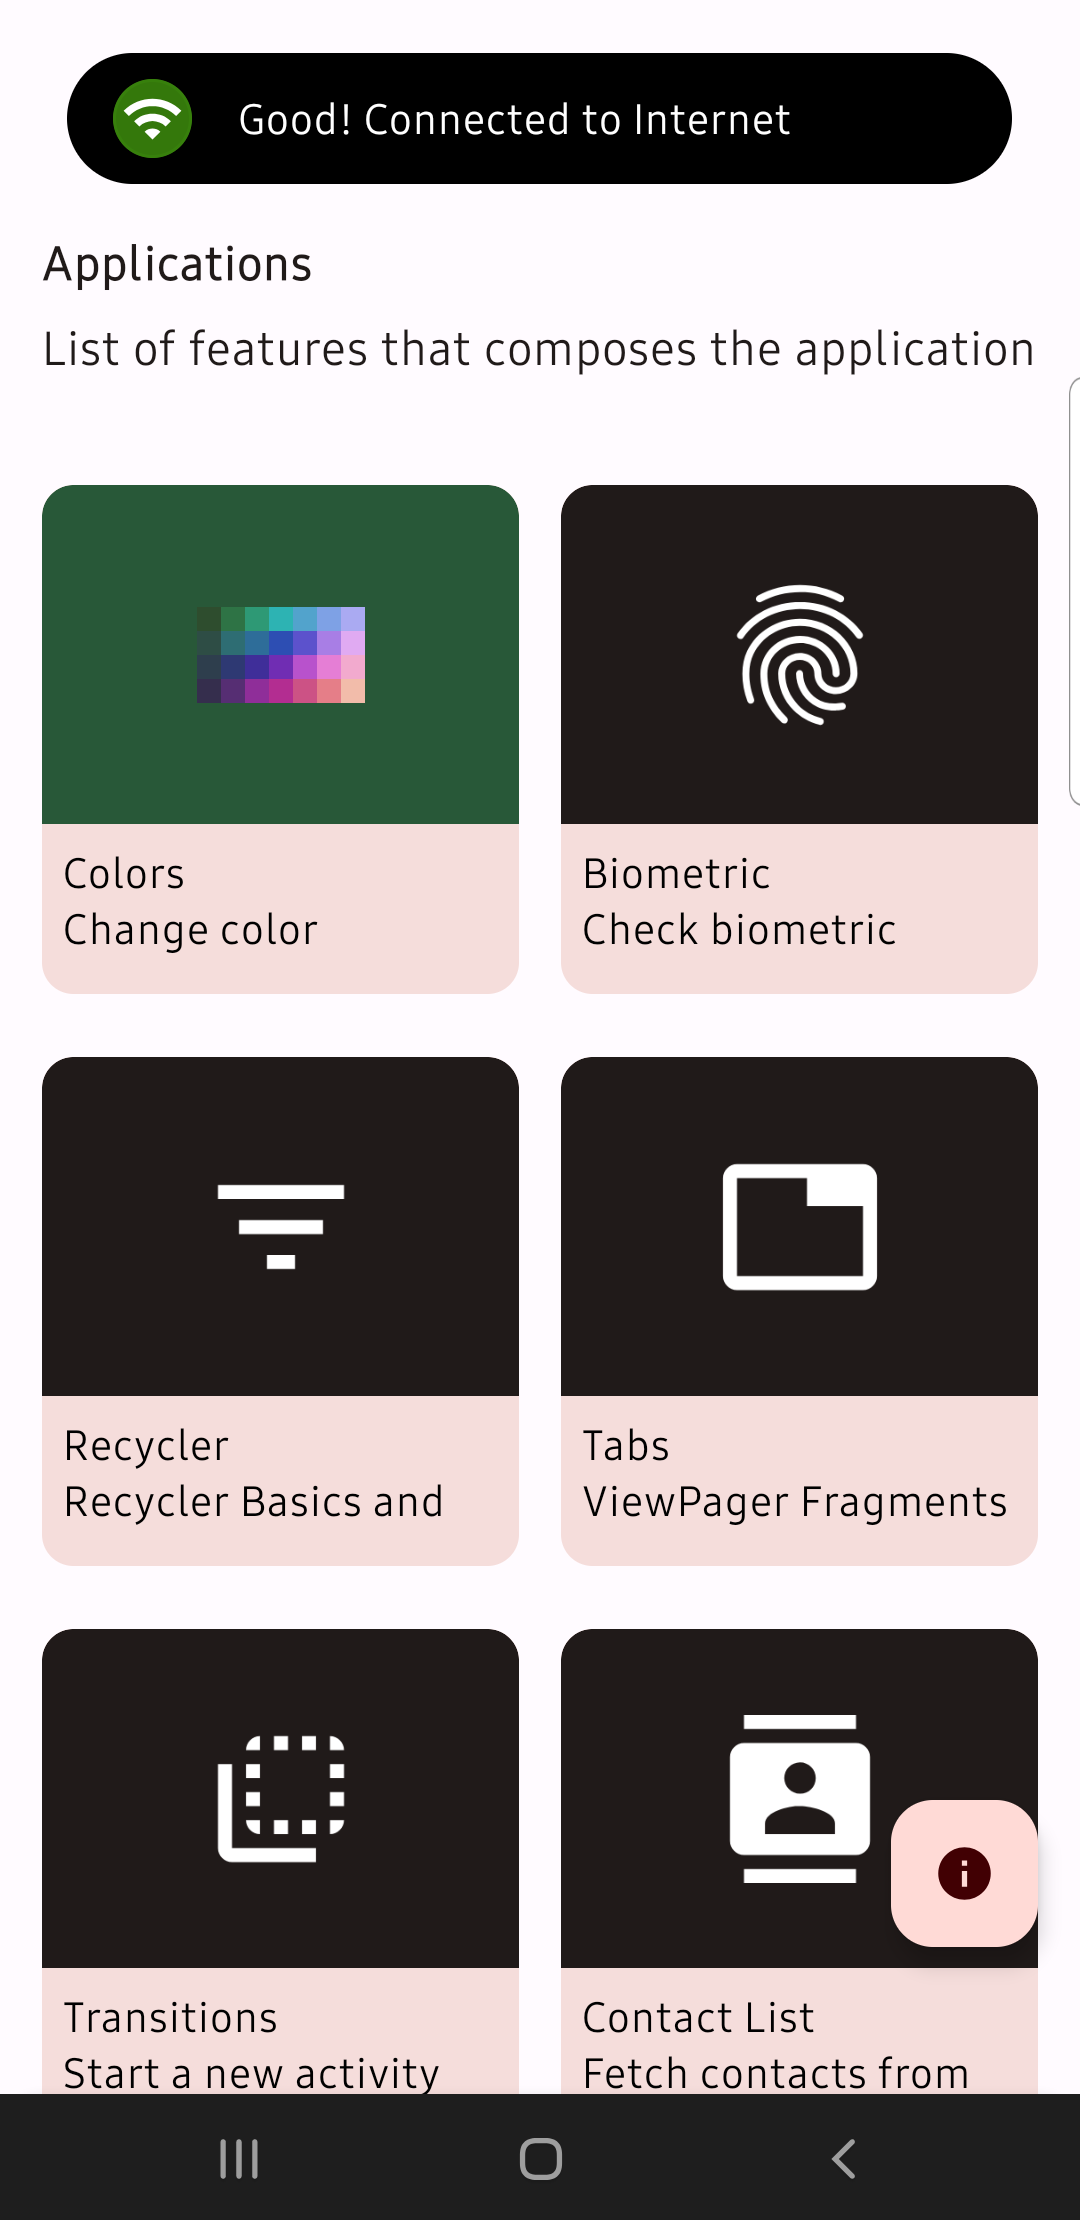 Good! Connected to Internet
Applications
List of features that composes the application
Colors
Change color
Biometric
Check biometric
Recycler
Recycler Basics and
Tabs
ViewPager Fragments
Transitions
Start a new activity
Contact List
Fetch contacts from